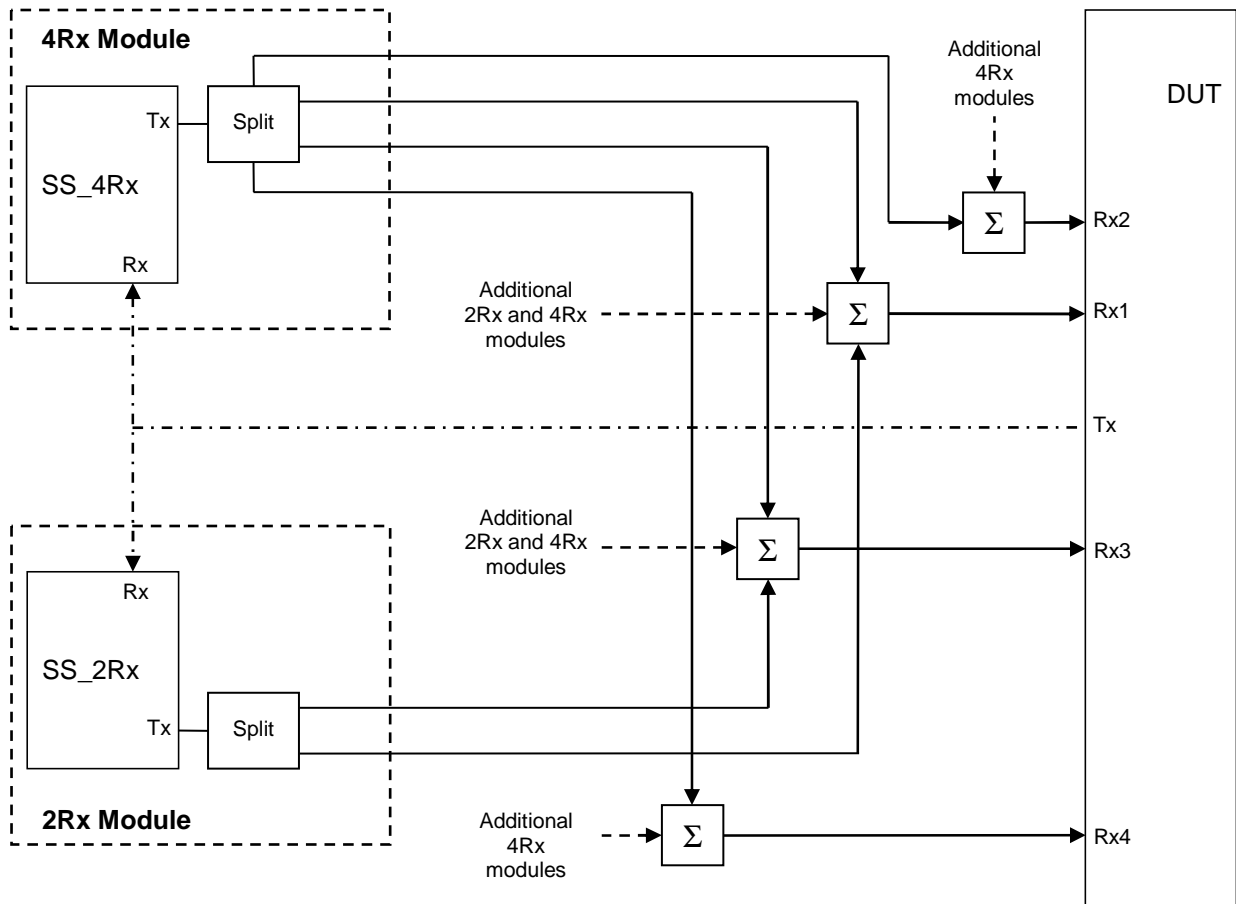 4Rx Module
Tx
Split
SS_4Rx
Rx
Additional
4Rx
modules
DUT
Σ
Rx2
Additional
2Rx and 4Rx
modules
Σ
Rx1
Tx
Additional
2Rx and 4Rx
modules
Σ
Rx3
Rx
SS_2Rx
Tx
Split
2Rx Module
Additional
4Rx
modules
Σ
Rx4